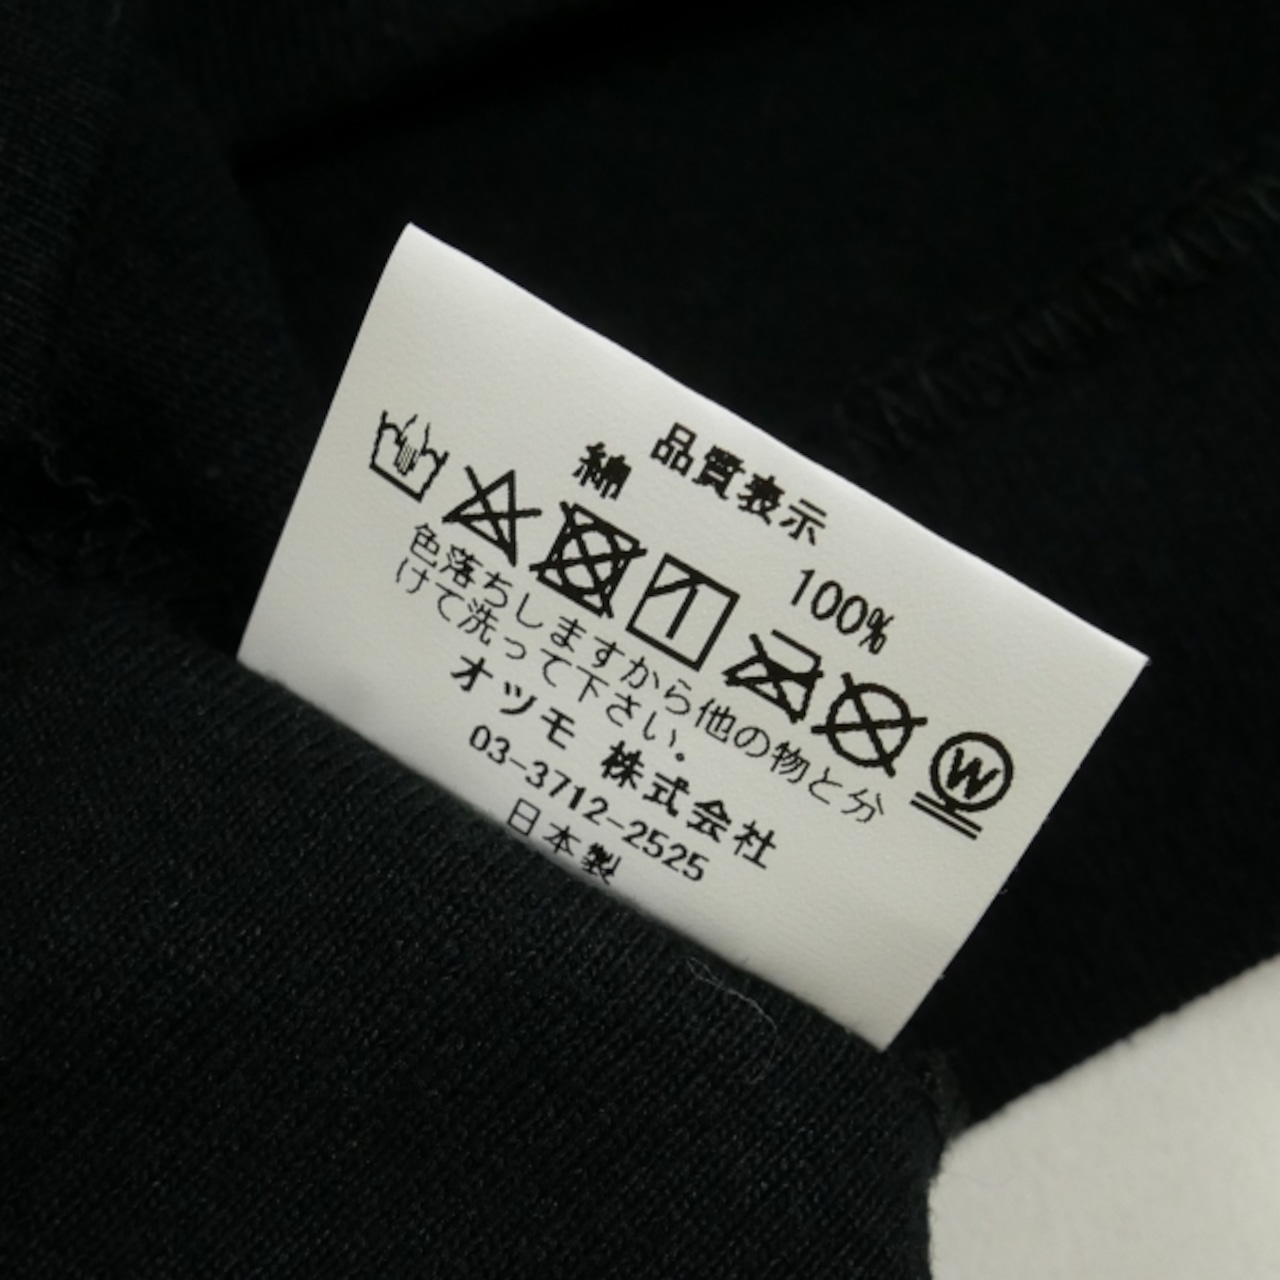 品質表示
綿 100%
W
色落ちしますから他の物と分
けて洗って下さい。
オツモ 株式会社
03-3712-2525
日本製